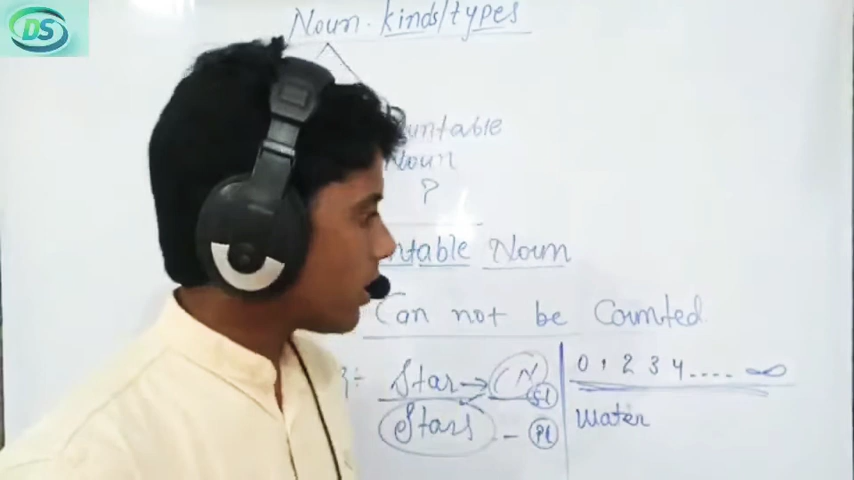 DS
Noun. kinds/types
untable
Noun
?
ntable Noun
Can not be Counted
Star → N
SI
Stars - Pl
0 1 2 3 4 ..... ∞
Water